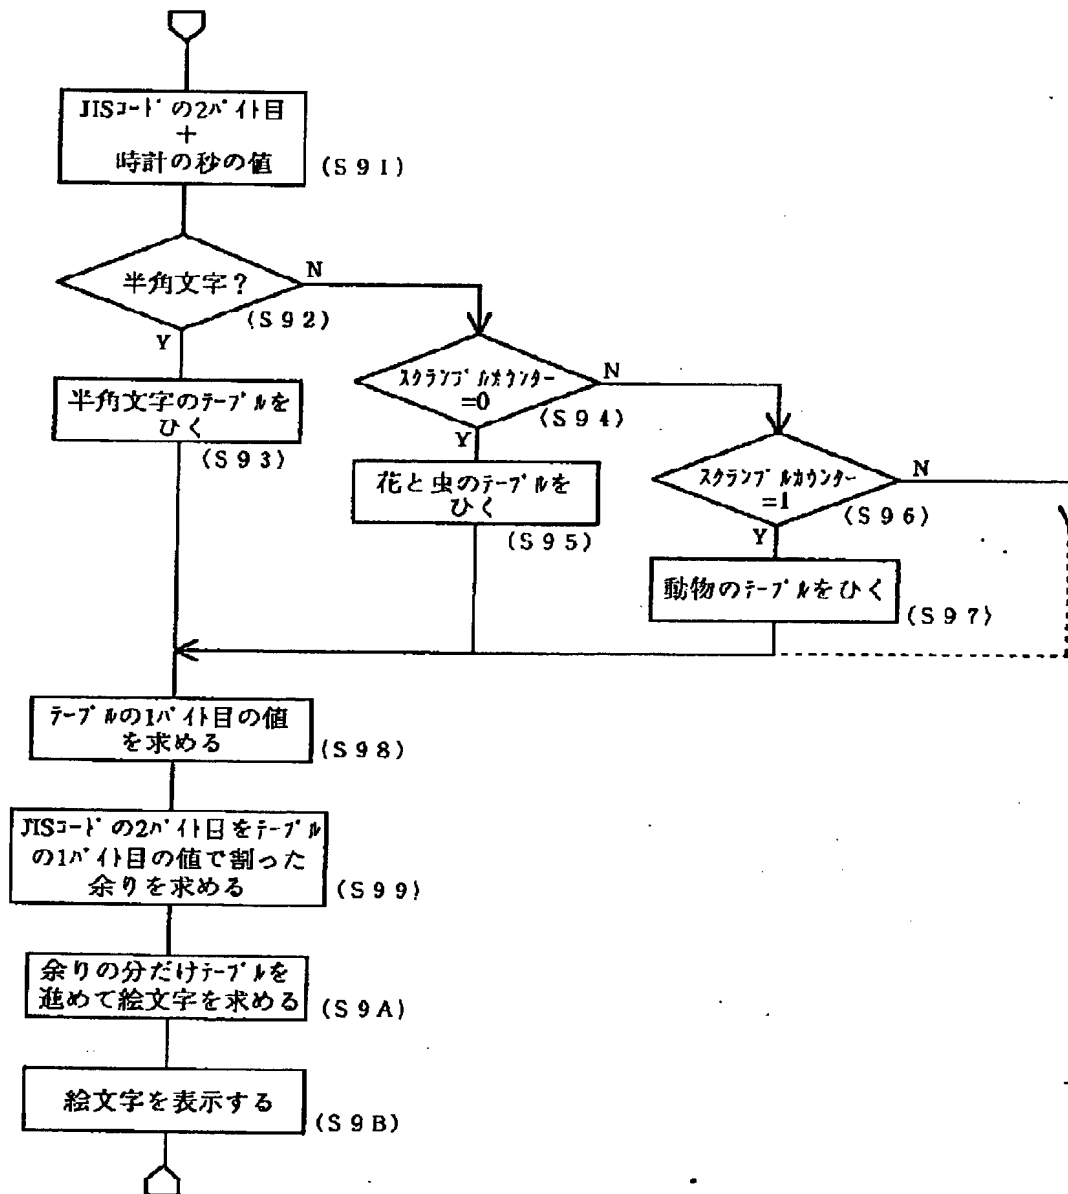 JISコードの2バイト目
+
時計の秒の値
(S91)
半角文字?
N
(S92)
Y
半角文字のテーブルを
ひく
(S93)
スクランブルカウンター
=0
N
(S94)
Y
花と虫のテーブルを
ひく
(S95)
スクランブルカウンター
=1
N
(S96)
Y
動物のテーブルをひく
(S97)
テーブルの1バイト目の値
を求める
(S98)
JISコードの2バイト目をテーブル
の1バイト目の値で割った
余りを求める
(S99)
余りの分だけテーブルを
進めて絵文字を求める
(S9A)
絵文字を表示する
(S9B)